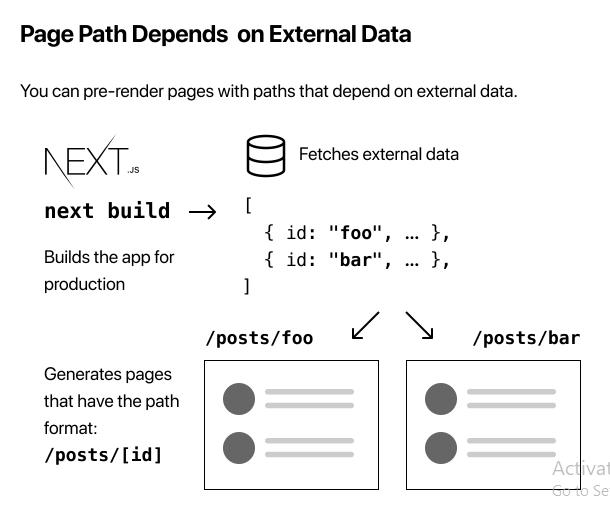 Page Path Depends on External Data
You can pre-render pages with paths that depend on external data.
NEXT.JS
Fetches external data
next build
[
{ id: "foo", … },
{ id: "bar", … },
]
Builds the app for
production
/posts/foo
/posts/bar
Generates pages
that have the path
format:
/posts/[id]
Activat
Go to Se